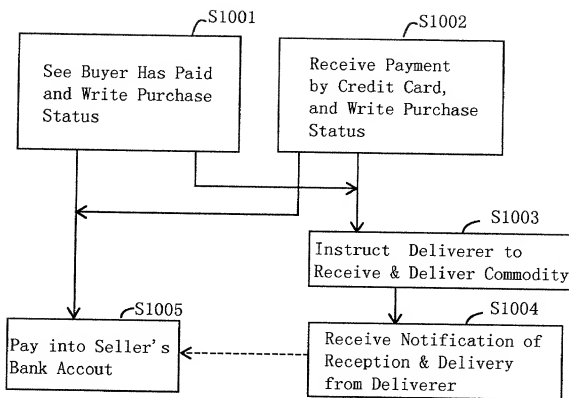 S1001
See Buyer Has Paid
and Write Purchase
Status
S1002
Receive Payment
by Credit Card,
and Write Purchase
Status
S1003
Instruct Deliverer to
Receive & Deliver Commodity
S1005
Pay into Seller's
Bank Accout
S1004
Receive Notification of
Reception & Delivery
from Deliverer